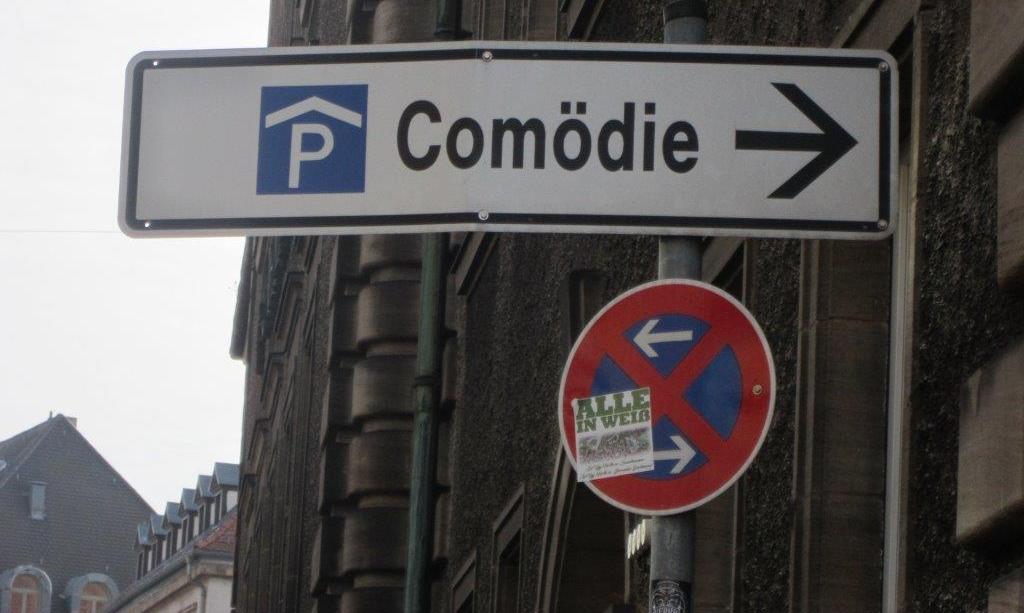 P Comödie
ALLE
IN WEIß